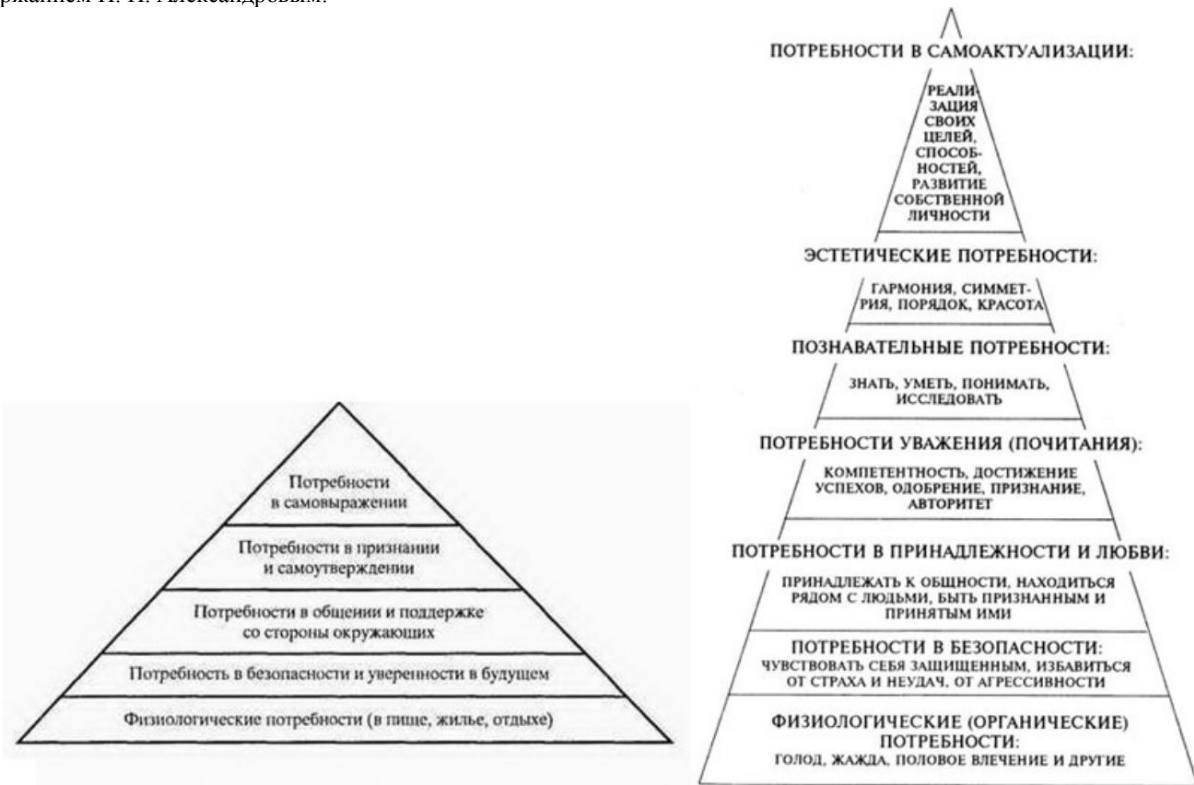 ржанием Н. Н. Александровым.
Потребности
в самовыражении
Потребности в признании
и самоутверждении
Потребности в общении и поддержке
со стороны окружающих
Потребность в безопасности и уверенности в будущем
Физиологические потребности (в пище, жилье, отдыхе)
ПОТРЕБНОСТИ В САМОАКТУАЛИЗАЦИИ:
РЕАЛИ-
ЗАЦИЯ
СВОИХ
ЦЕЛЕЙ,
СПОСОБ-
НОСТЕЙ,
РАЗВИТИЕ
СОБСТВЕННОЙ
ЛИЧНОСТИ
ЭСТЕТИЧЕСКИЕ ПОТРЕБНОСТИ:
ГАРМОНИЯ, СИММЕТ-
РИЯ, ПОРЯДОК, КРАСОТА
ПОЗНАВАТЕЛЬНЫЕ ПОТРЕБНОСТИ:
ЗНАТЬ, УМЕТЬ, ПОНИМАТЬ,
ИССЛЕДОВАТЬ
ПОТРЕБНОСТИ УВАЖЕНИЯ (ПОЧИТАНИЯ):
КОМПЕТЕНТНОСТЬ, ДОСТИЖЕНИЕ
УСПЕХОВ, ОДОБРЕНИЕ, ПРИЗНАНИЕ,
АВТОРИТЕТ
ПОТРЕБНОСТИ В ПРИНАДЛЕЖНОСТИ И ЛЮБВИ:
ПРИНАДЛЕЖАТЬ К ОБЩНОСТИ, НАХОДИТЬСЯ
РЯДОМ С ЛЮДЬМИ, БЫТЬ ПРИЗНАННЫМ И
ПРИНЯТЫМ ИМИ
ПОТРЕБНОСТИ В БЕЗОПАСНОСТИ:
ЧУВСТВОВАТЬ СЕБЯ ЗАЩИЩЕННЫМ, ИЗБАВИТЬСЯ
ОТ СТРАХА И НЕУДАЧ, ОТ АГРЕССИВНОСТИ
ФИЗИОЛОГИЧЕСКИЕ (ОРГАНИЧЕСКИЕ)
ПОТРЕБНОСТИ:
ГОЛОД, ЖАЖДА, ПОЛОВОЕ ВЛЕЧЕНИЕ И ДРУГИЕ